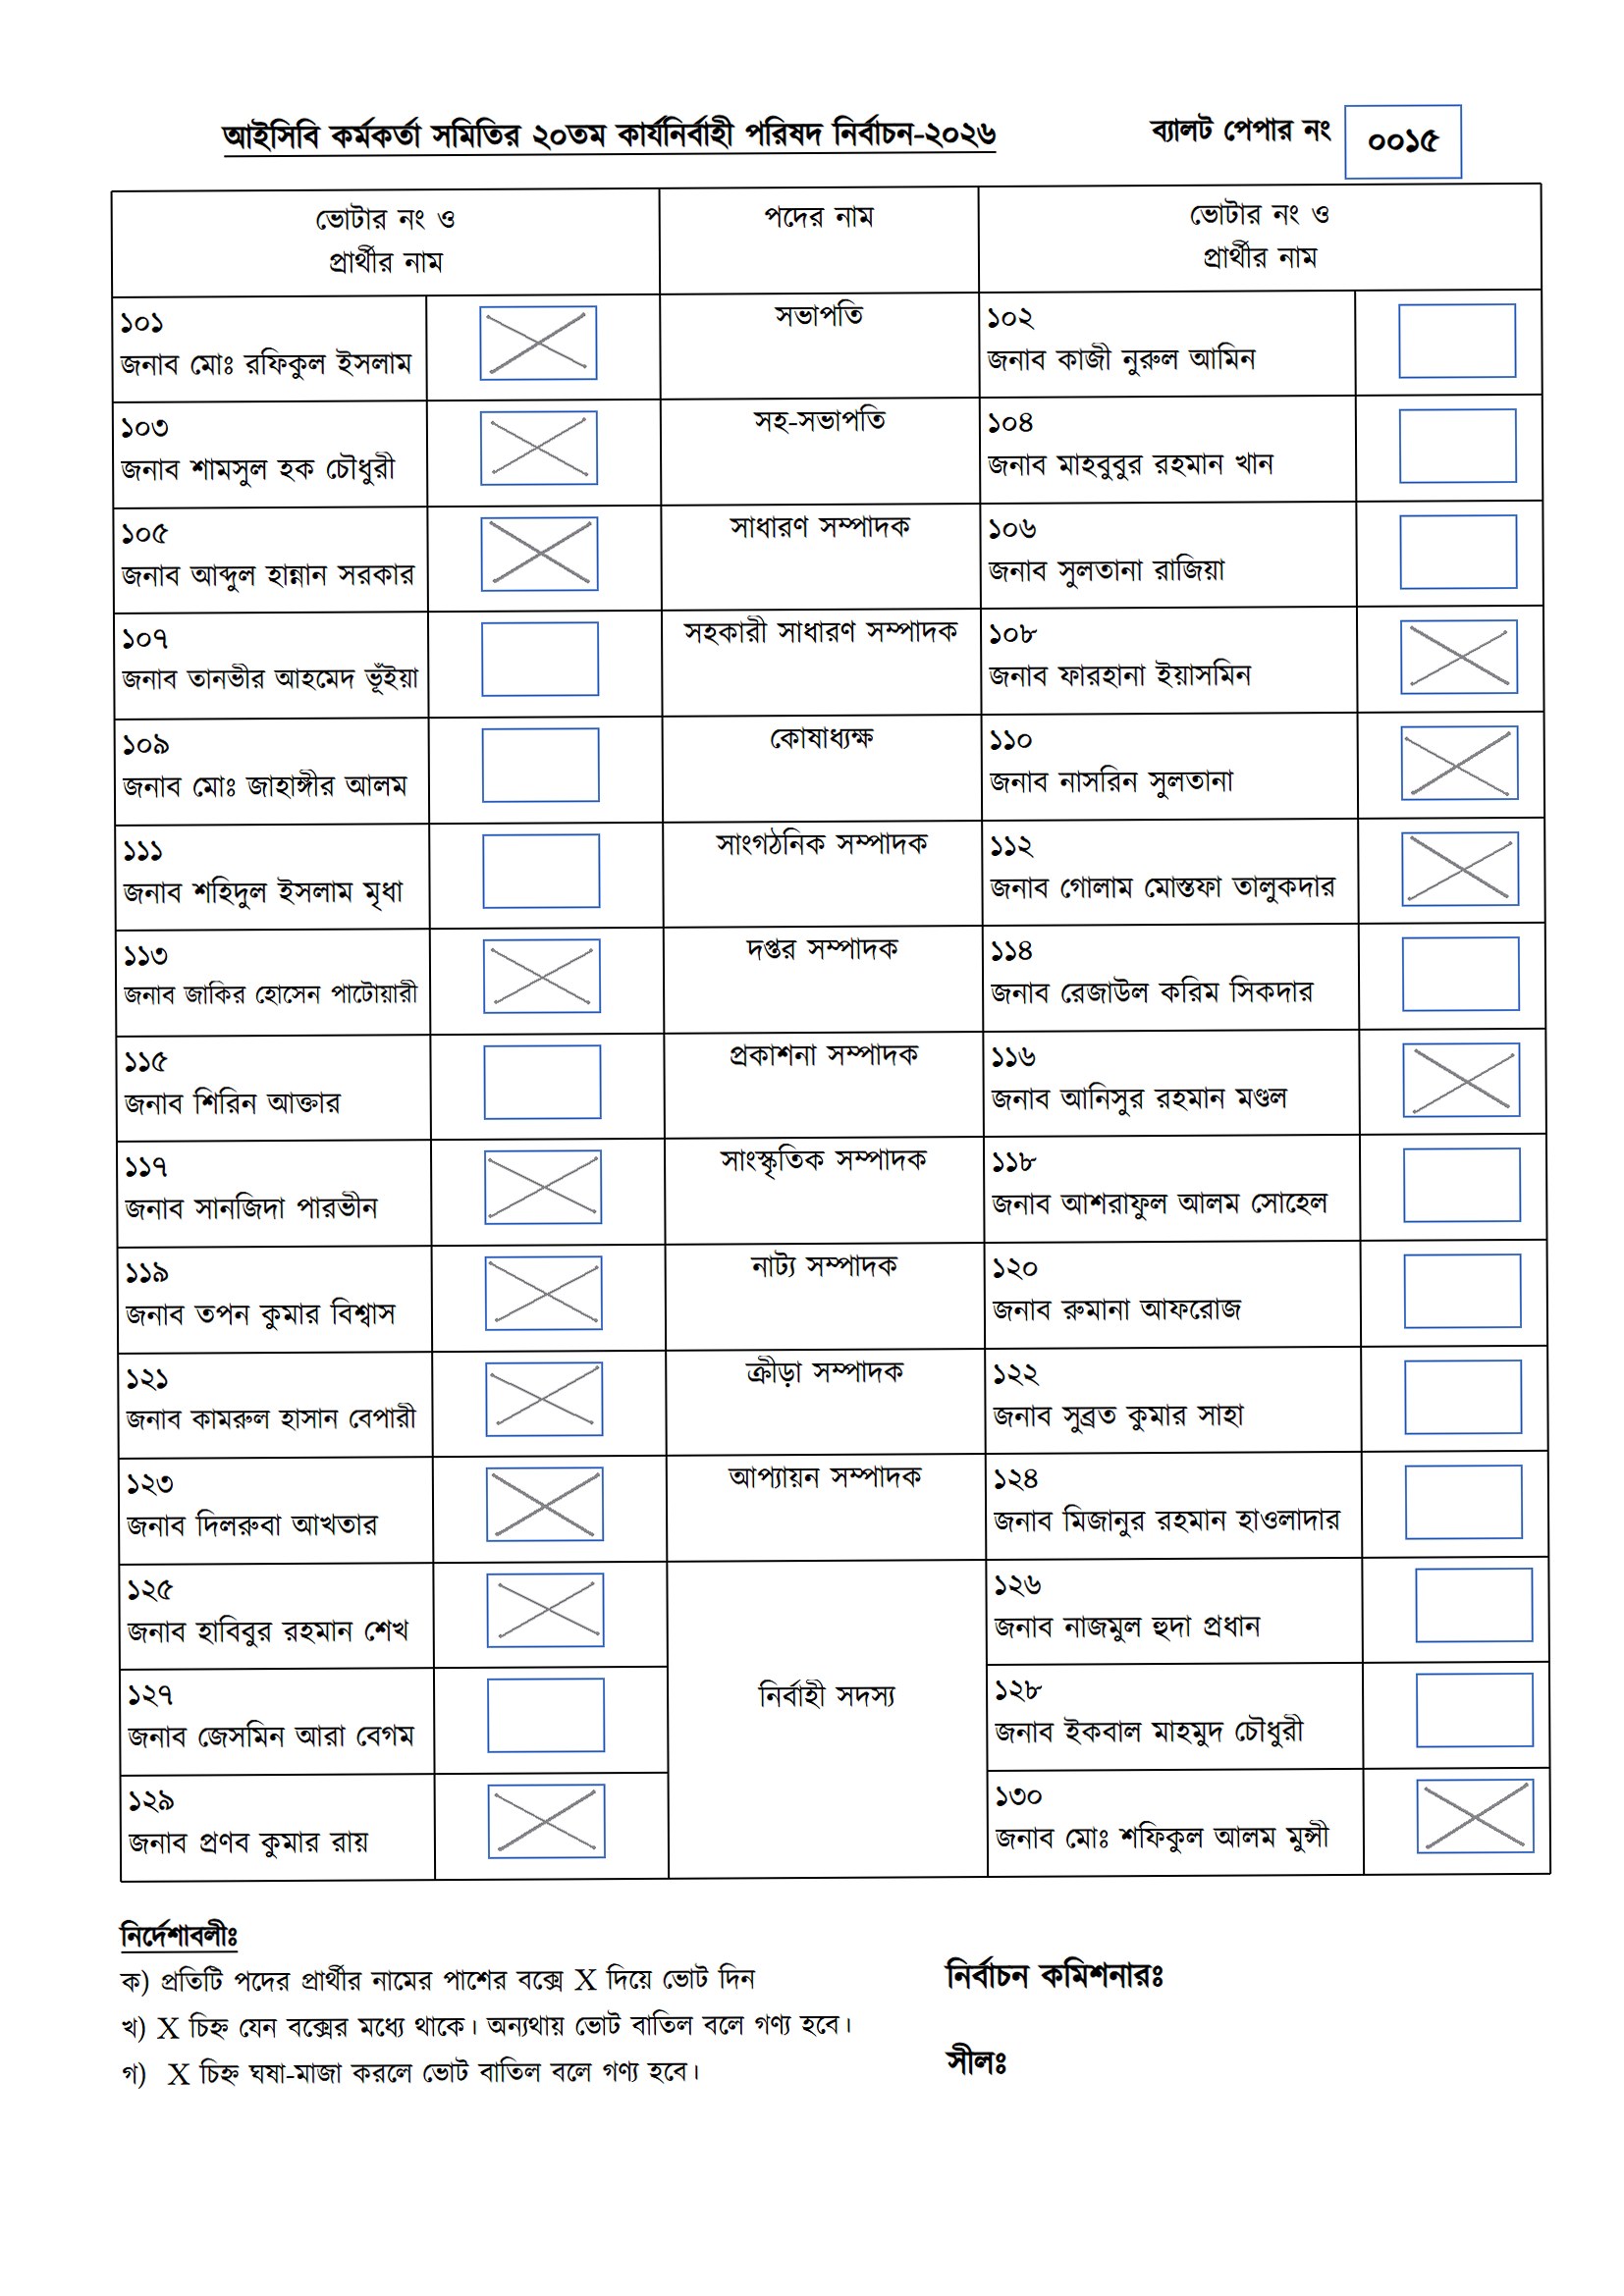 আইসিবি কর্মকর্তা সমিতির ২০তম কার্যনির্বাহী পরিষদ নির্বাচন-২০২৬ ব্যালট পেপার নং ০০১৫
ভোটার নং ও পদের নাম ভোটার নং ও
প্রার্থীর নাম প্রার্থীর নাম
১০১ সভাপতি ১০২
জনাব মোঃ রফিকুল ইসলাম জনাব কাজী নুরুল আমিন
১০৩ সহ-সভাপতি ১০৪
জনাব শামসুল হক চৌধুরী জনাব মাহবুবুর রহমান খান
১০৫ সাধারণ সম্পাদক ১০৬
জনাব আব্দুল হান্নান সরকার জনাব সুলতানা রাজিয়া
১০৭ সহকারী সাধারণ সম্পাদক ১০৮
জনাব তানভীর আহমেদ ভূঁইয়া জনাব ফারহানা ইয়াসমিন
১০৯ কোষাধ্যক্ষ ১১০
জনাব মোঃ জাহাঙ্গীর আলম জনাব নাসরিন সুলতানা
১১১ সাংগঠনিক সম্পাদক ১১২
জনাব শহিদুল ইসলাম মৃধা জনাব গোলাম মোস্তফা তালুকদার
১১৩ দপ্তর সম্পাদক ১১৪
জনাব জাকির হোসেন পাটোয়ারী জনাব রেজাউল করিম সিকদার
১১৫ প্রকাশনা সম্পাদক ১১৬
জনাব শিরিন আক্তার জনাব আনিসুর রহমান মণ্ডল
১১৭ সাংস্কৃতিক সম্পাদক ১১৮
জনাব সানজিদা পারভীন জনাব আশরাফুল আলম সোহেল
১১৯ নাট্য সম্পাদক ১২০
জনাব তপন কুমার বিশ্বাস জনাব রুমানা আফরোজ
১২১ ক্রীড়া সম্পাদক ১২২
জনাব কামরুল হাসান বেপারী জনাব সুব্রত কুমার সাহা
১২৩ আপ্যায়ন সম্পাদক ১২৪
জনাব দিলরুবা আখতার জনাব মিজানুর রহমান হাওলাদার
১২৫ ১২৬
জনাব হাবিবুর রহমান শেখ জনাব নাজমুল হুদা প্রধান
১২৭ নির্বাহী সদস্য ১২৮
জনাব জেসমিন আরা বেগম জনাব ইকবাল মাহমুদ চৌধুরী
১২৯ ১৩০
জনাব প্রণব কুমার রায় জনাব মোঃ শফিকুল আলম মুন্সী
নির্দেশাবলীঃ
ক) প্রতিটি পদের প্রার্থীর নামের পাশের বক্সে X দিয়ে ভোট দিন নির্বাচন কমিশনারঃ
খ) X চিহ্ন যেন বক্সের মধ্যে থাকে। অন্যথায় ভোট বাতিল বলে গণ্য হবে।
গ) X চিহ্ন ঘষা-মাজা করলে ভোট বাতিল বলে গণ্য হবে। সীলঃ